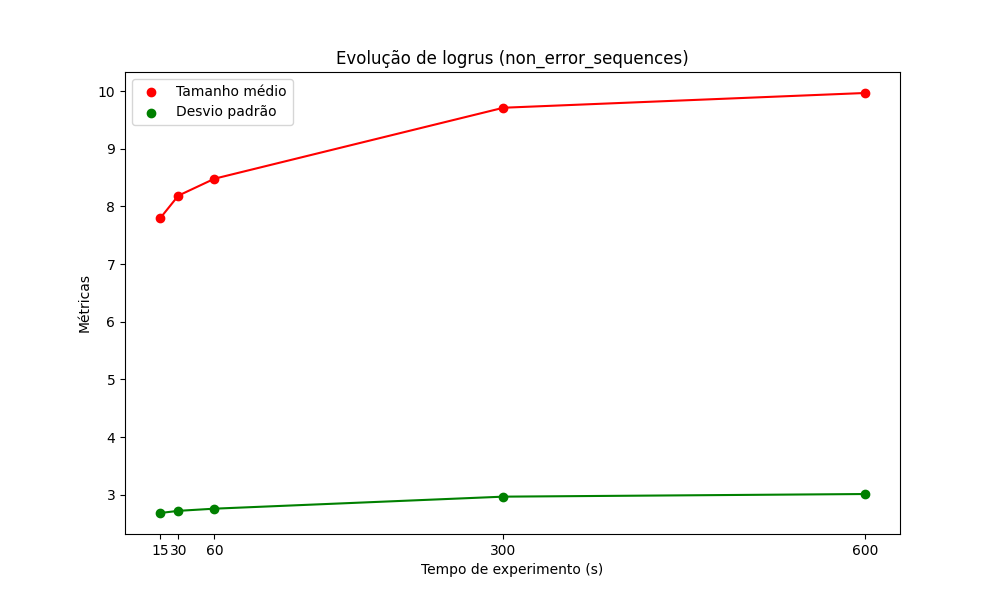 Evolução de logrus (non_error_sequences)
Tamanho médio
Desvio padrão
10
9
8
7
6
5
4
3
Métricas
15 30 60 300 600
Tempo de experimento (s)